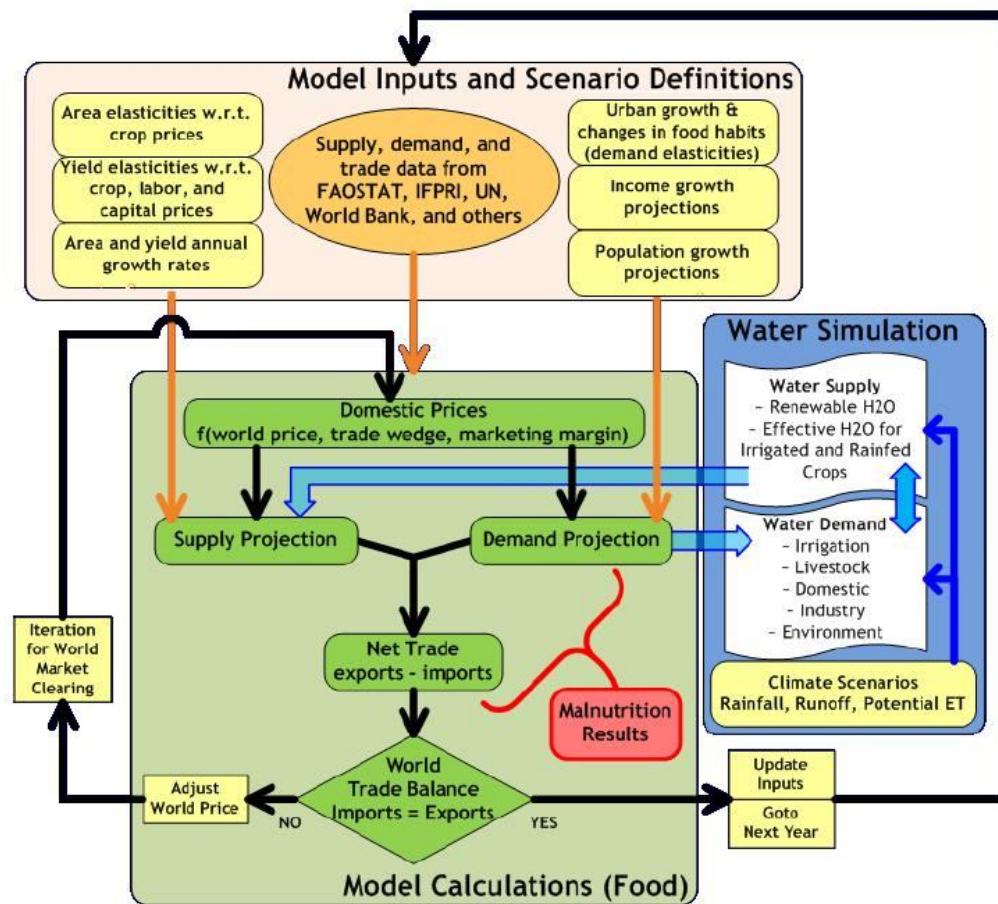 Model Inputs and Scenario Definitions
Area elasticities w.r.t.
crop prices
Yield elasticities w.r.t.
crop, labor, and
capital prices
Area and yield annual
growth rates
Supply, demand, and
trade data from
FAOSTAT, IFPRI, UN,
World Bank, and others
Urban growth &
changes in food habits
(demand elasticities)
Income growth
projections
Population growth
projections
Domestic Prices
f(world price, trade wedge, marketing margin)
Supply Projection
Demand Projection
Net Trade
exports - imports
Malnutrition
Results
World
Trade Balance
Imports = Exports
NO
YES
Model Calculations (Food)
Iteration
for World
Market
Clearing
Adjust
World Price
Water Simulation
Water Supply
– Renewable H2O
– Effective H2O for
Irrigated and Rainfed
Crops
Water Demand
– Irrigation
– Livestock
– Domestic
– Industry
– Environment
Climate Scenarios
Rainfall, Runoff, Potential ET
Update
Inputs
Goto
Next Year